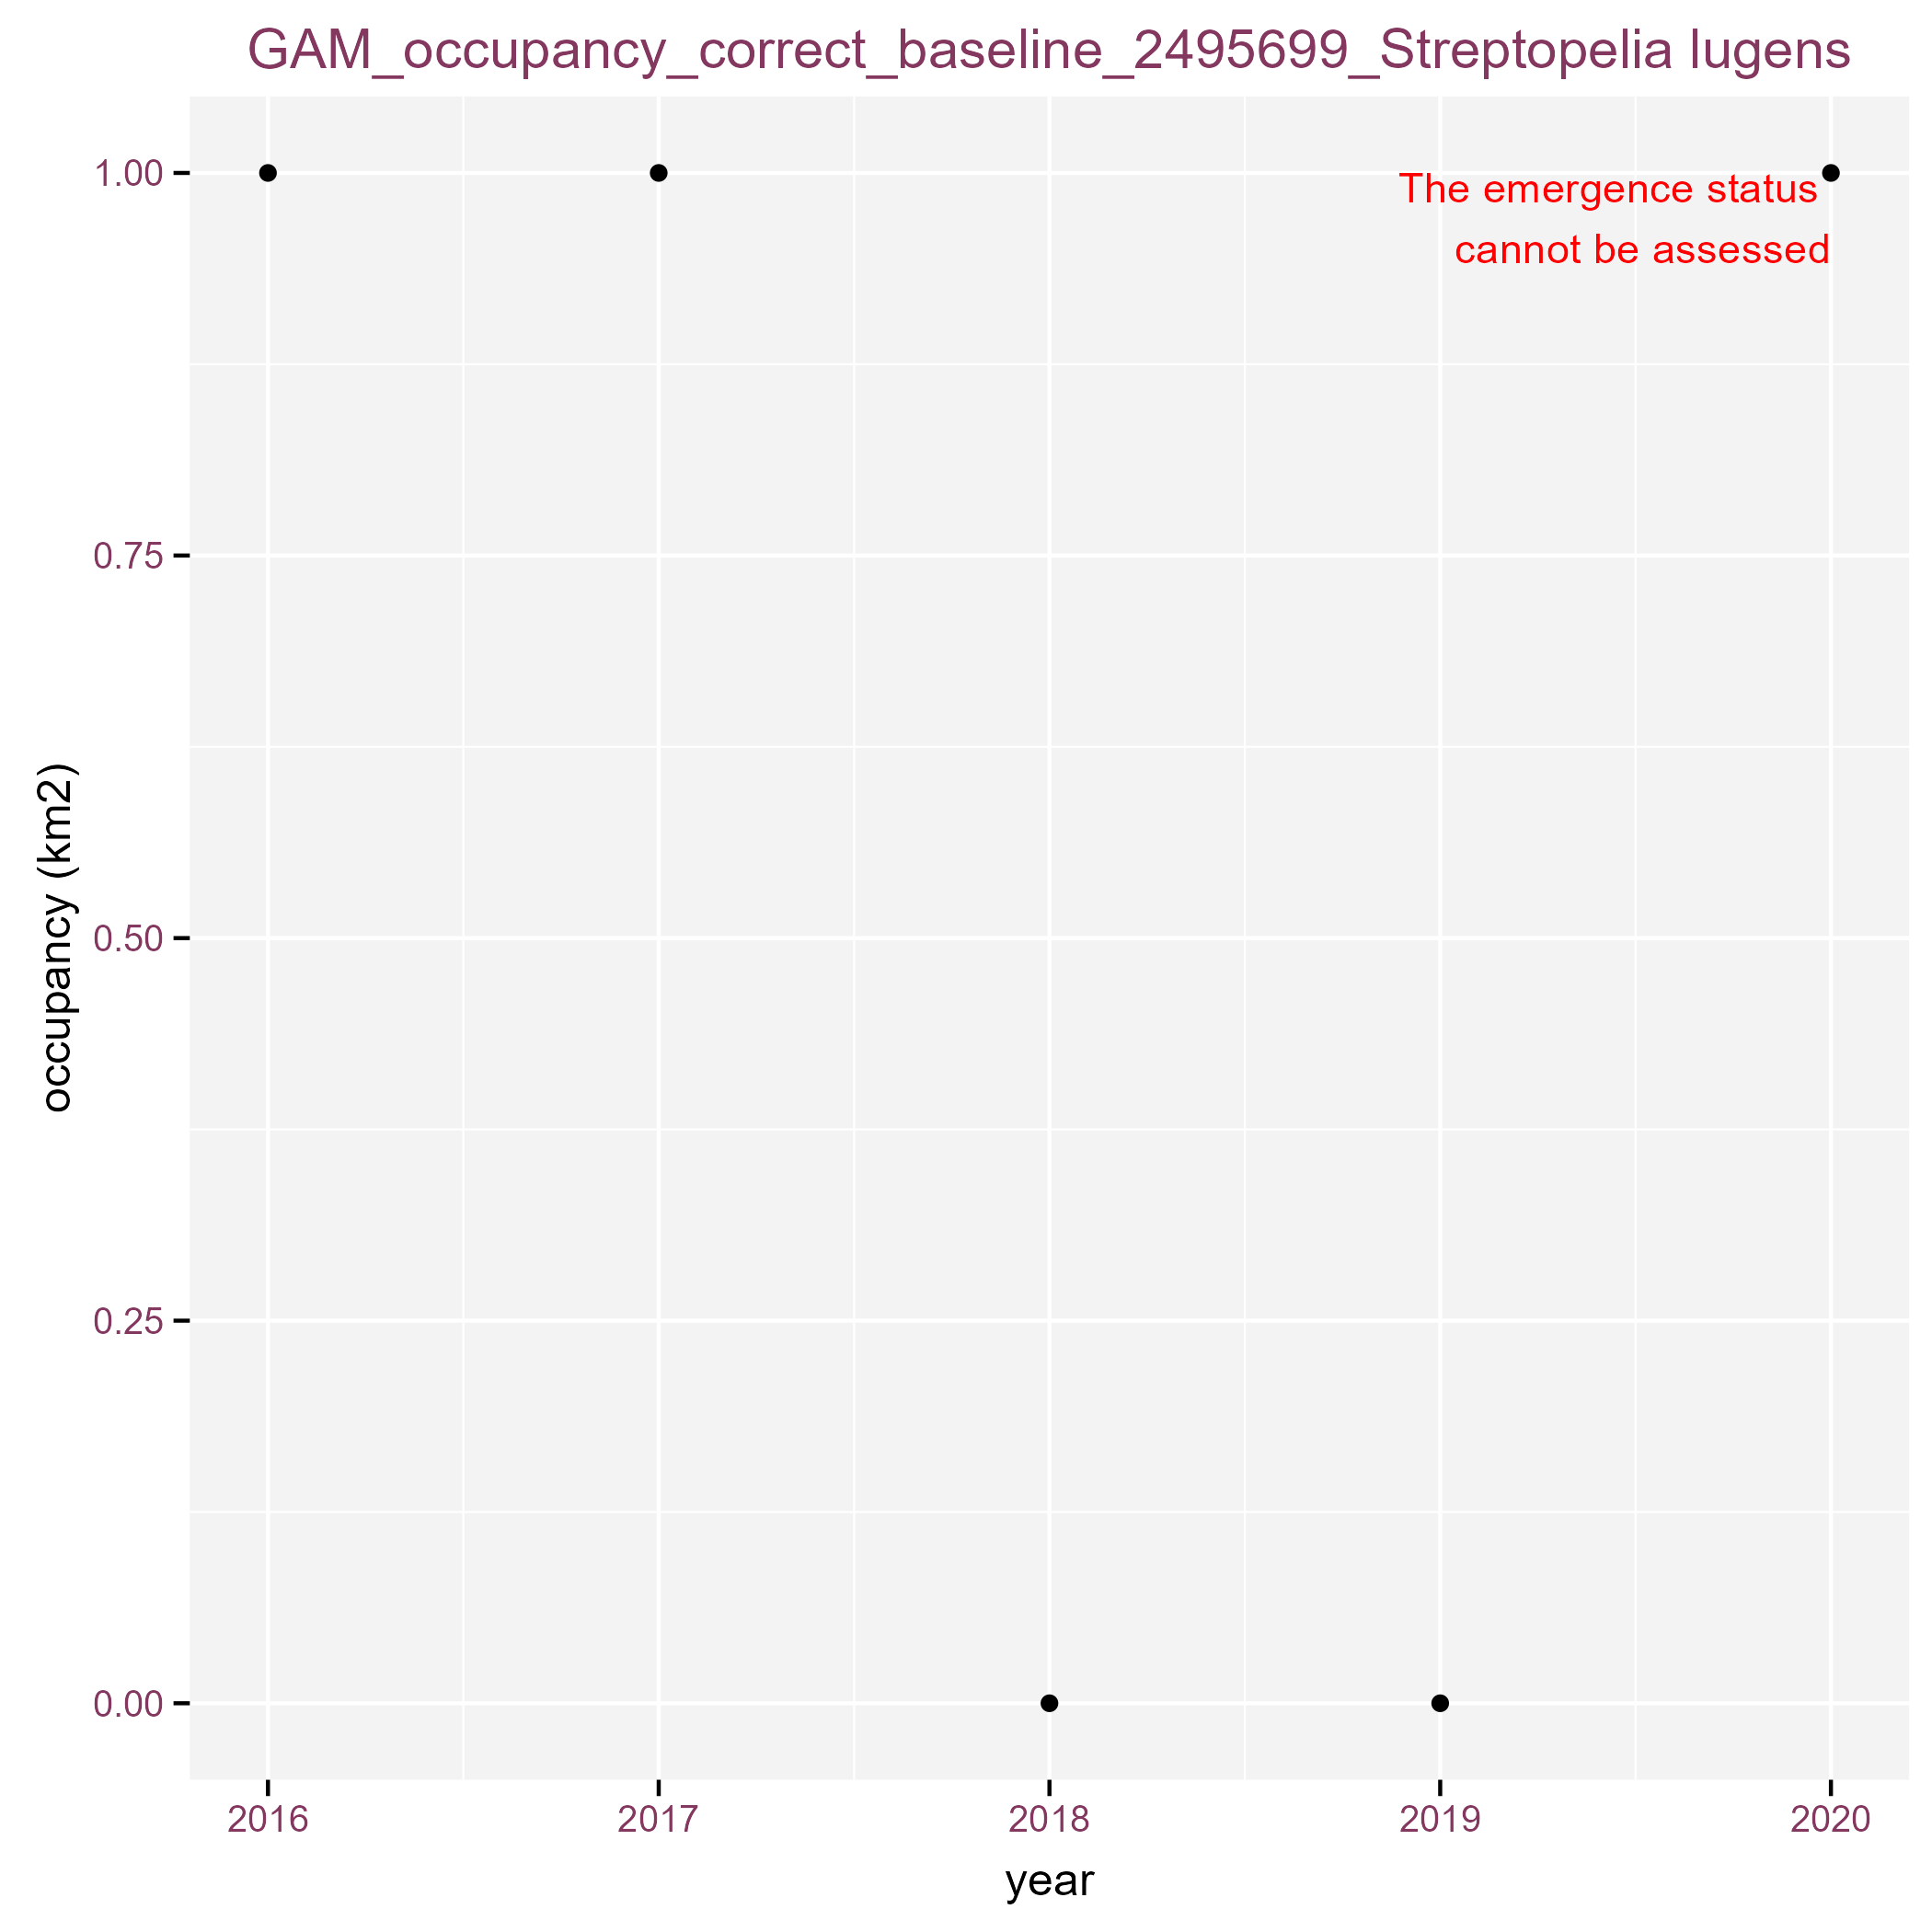 GAM_occupancy_correct_baseline_2495699_Streptopelia lugens
1.00
The emergence status
cannot be assessed
0.75
occupancy (km2)
0.50
0.25
0.00
2016 2017 2018 2019 2020
year